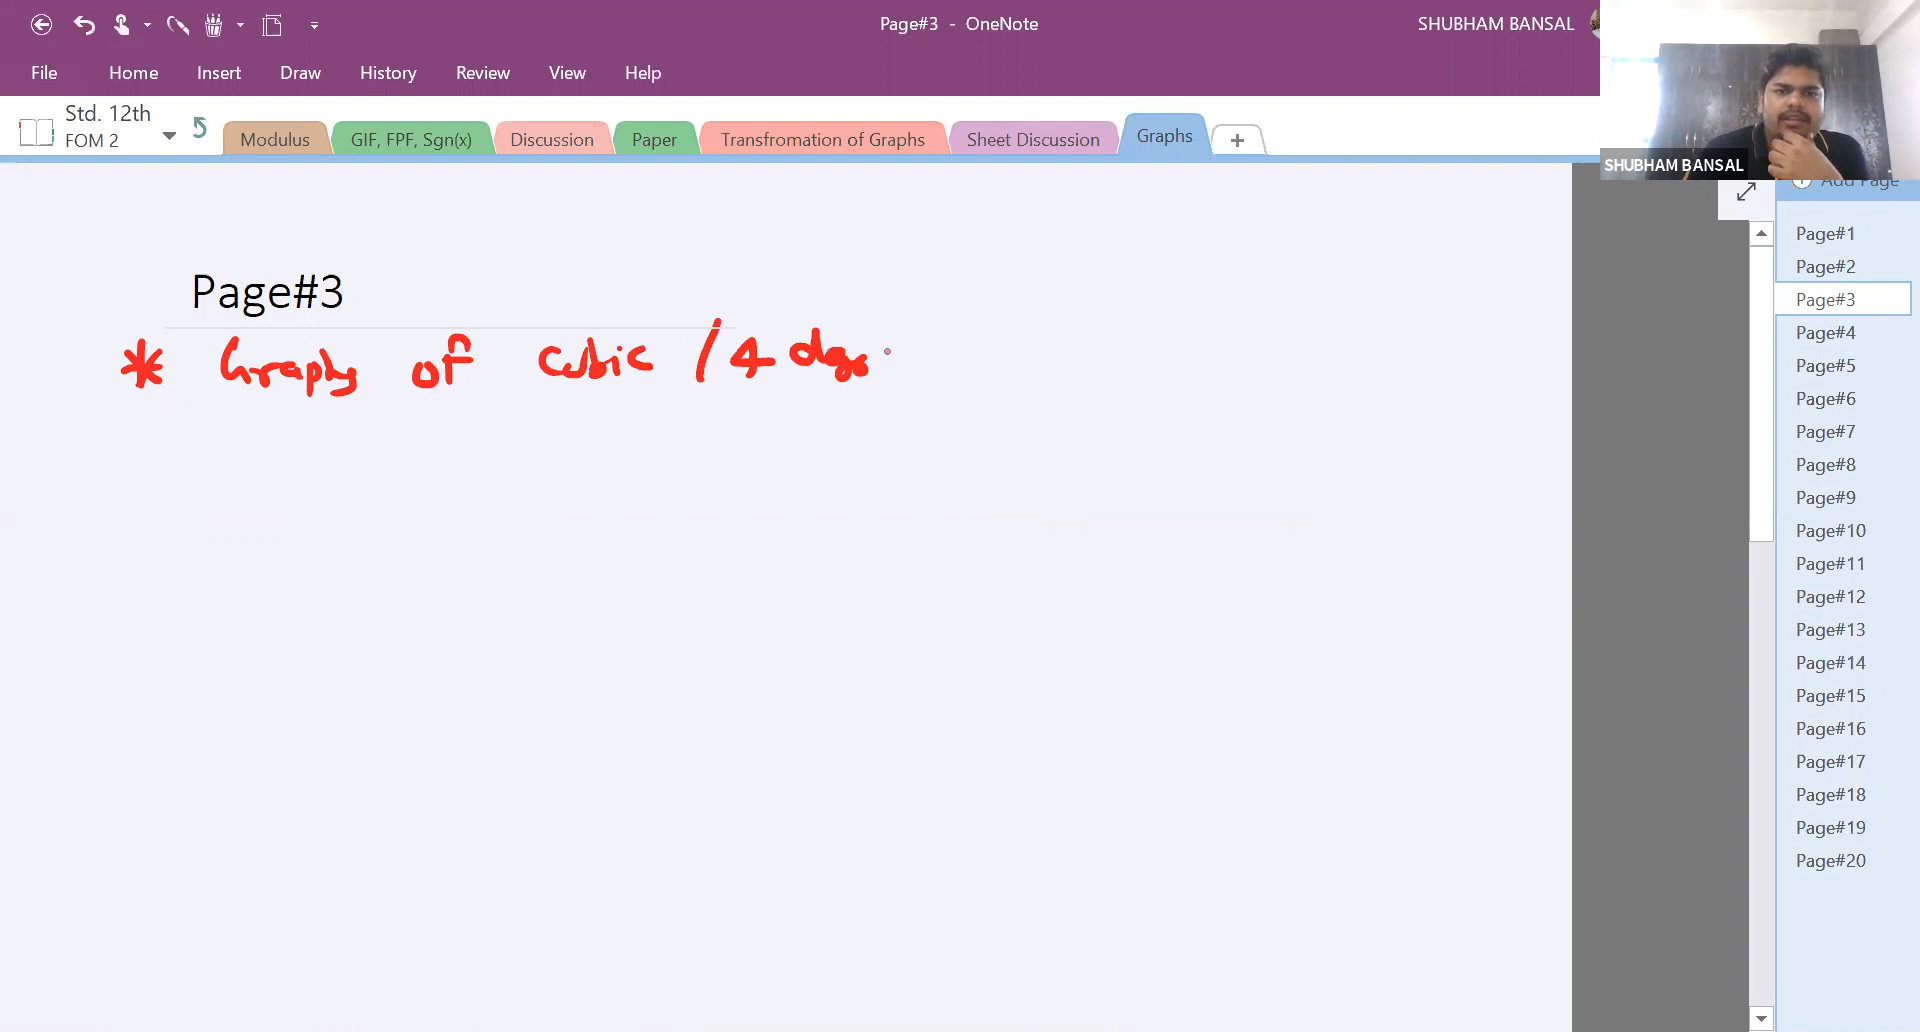 Page#3 - OneNote
SHUBHAM BANSAL
File Home Insert Draw History Review View Help
Std. 12th
FOM 2
Modulus GIF, FPF, Sgn(x) Discussion Paper Transfromation of Graphs Sheet Discussion Graphs +
SHUBHAM BANSAL
Add Page
Page#3
* Graphs of cubic / 4
Page#1
Page#2
Page#3
Page#4
Page#5
Page#6
Page#7
Page#8
Page#9
Page#10
Page#11
Page#12
Page#13
Page#14
Page#15
Page#16
Page#17
Page#18
Page#19
Page#20